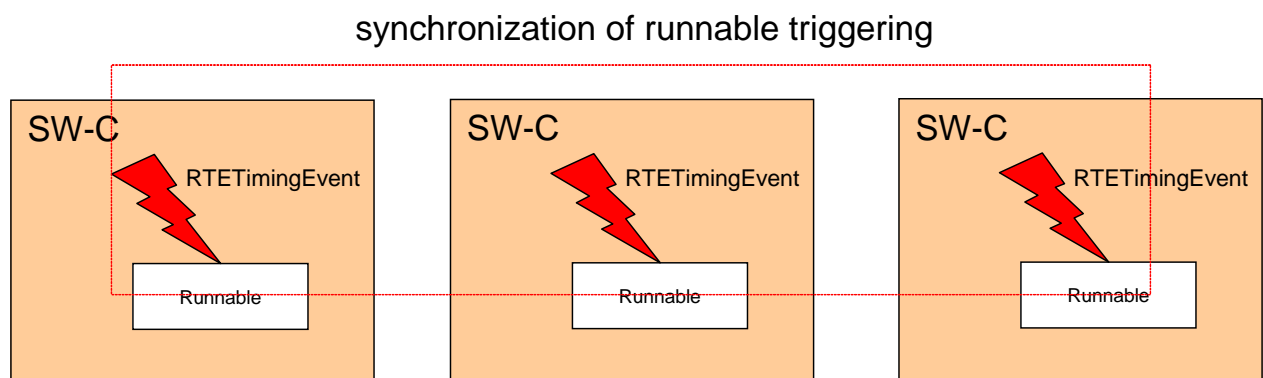 synchronization of runnable triggering
SW-C
SW-C
SW-C
RTETimingEvent
RTETimingEvent
RTETimingEvent
Runnable
Runnable
Runnable